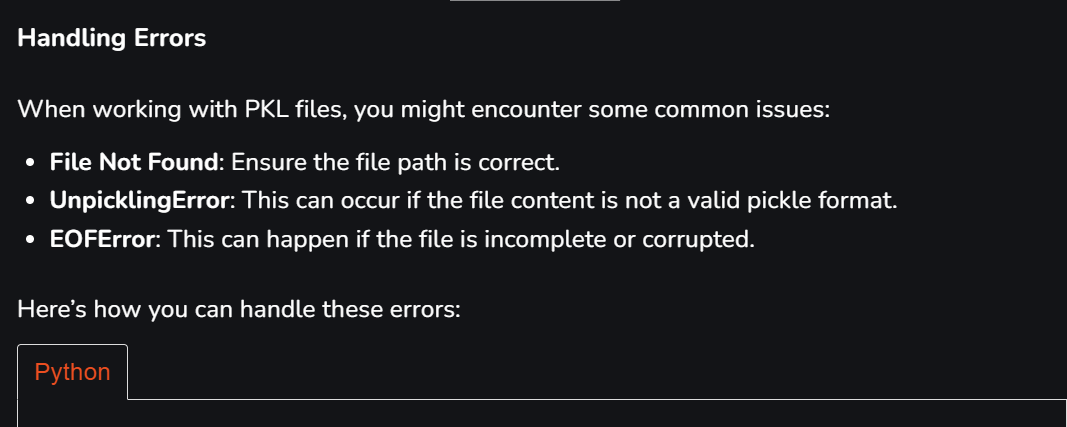 Handling Errors
When working with PKL files, you might encounter some common issues:
• File Not Found: Ensure the file path is correct.
• UnpicklingError: This can occur if the file content is not a valid pickle format.
• EOFError: This can happen if the file is incomplete or corrupted.
Here’s how you can handle these errors:
Python